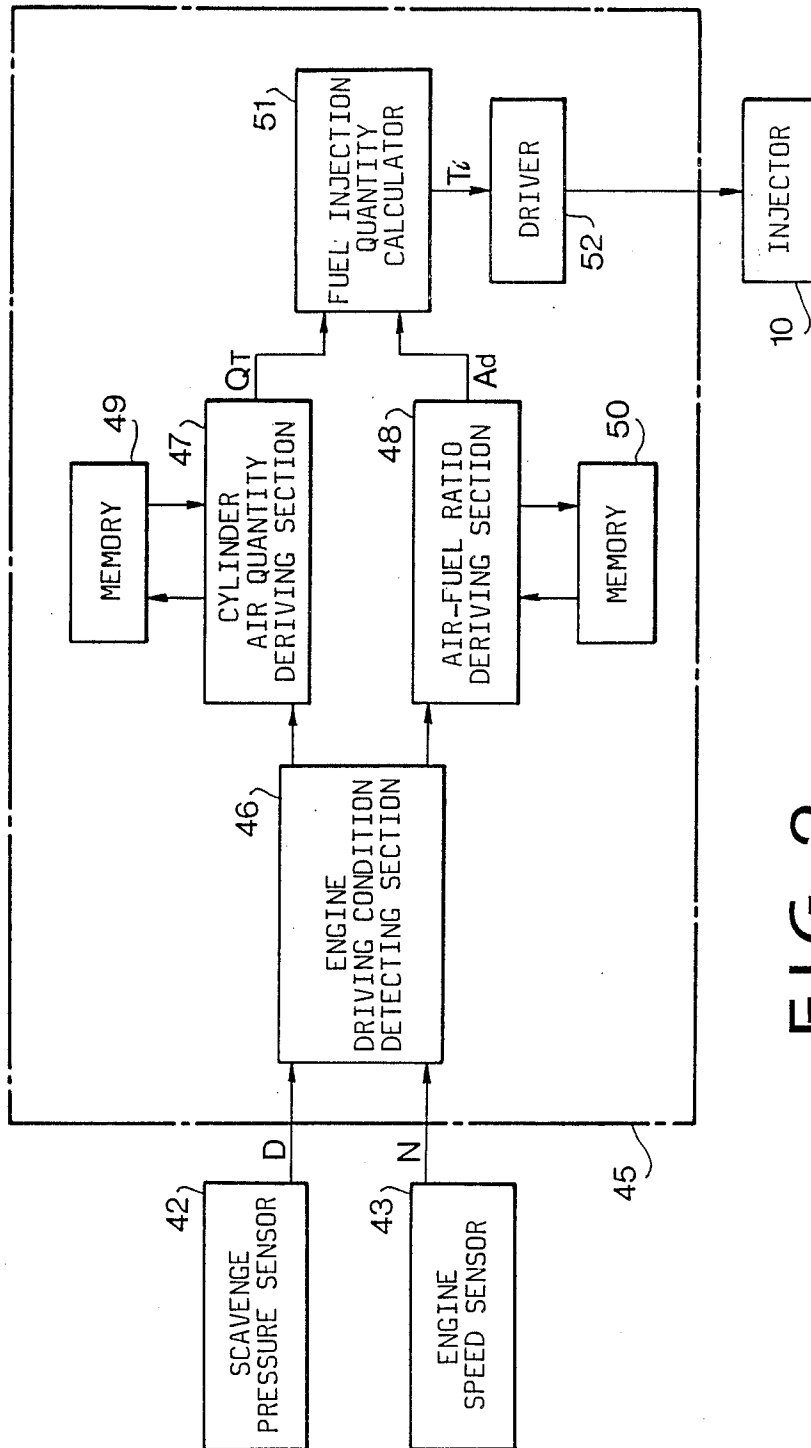 42
SCAVENGE
PRESSURE SENSOR
D
43
ENGINE
SPEED SENSOR
N
45
46
ENGINE
DRIVING CONDITION
DETECTING SECTION
49
MEMORY
47
CYLINDER
AIR QUANTITY
DERIVING SECTION
QT
48
AIR-FUEL RATIO
DERIVING SECTION
Ad
50
MEMORY
51
FUEL INJECTION
QUANTITY
CALCULATOR
Ti
DRIVER
52
INJECTOR
10
FIG. 2